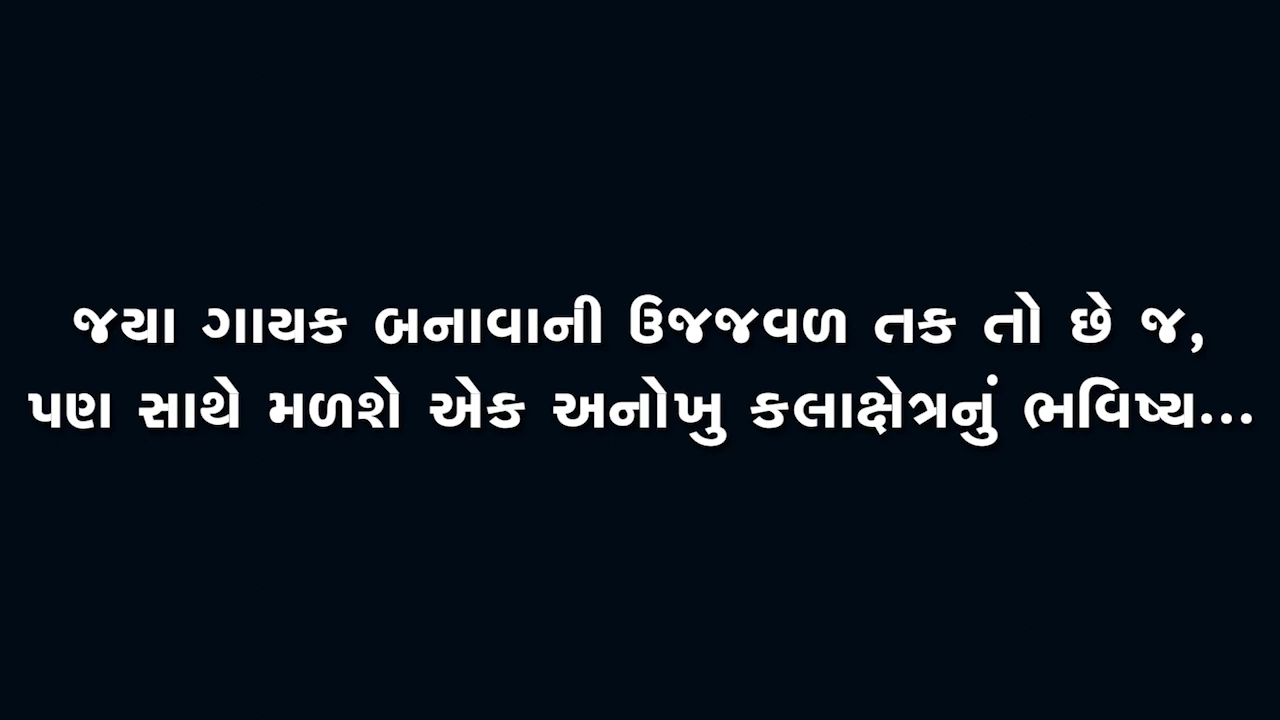 જયા ગાયક બનાવાની ઉજજવળ તક તો છે જ,
પણ સાથે મળશે એક અનોખુ કલાક્ષેત્રનું ભવિષ્ય...